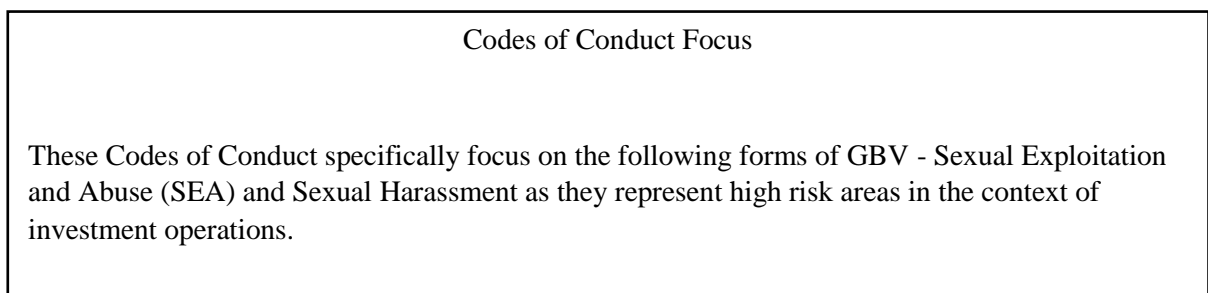 Codes of Conduct Focus
These Codes of Conduct specifically focus on the following forms of GBV - Sexual Exploitation
and Abuse (SEA) and Sexual Harassment as they represent high risk areas in the context of
investment operations.